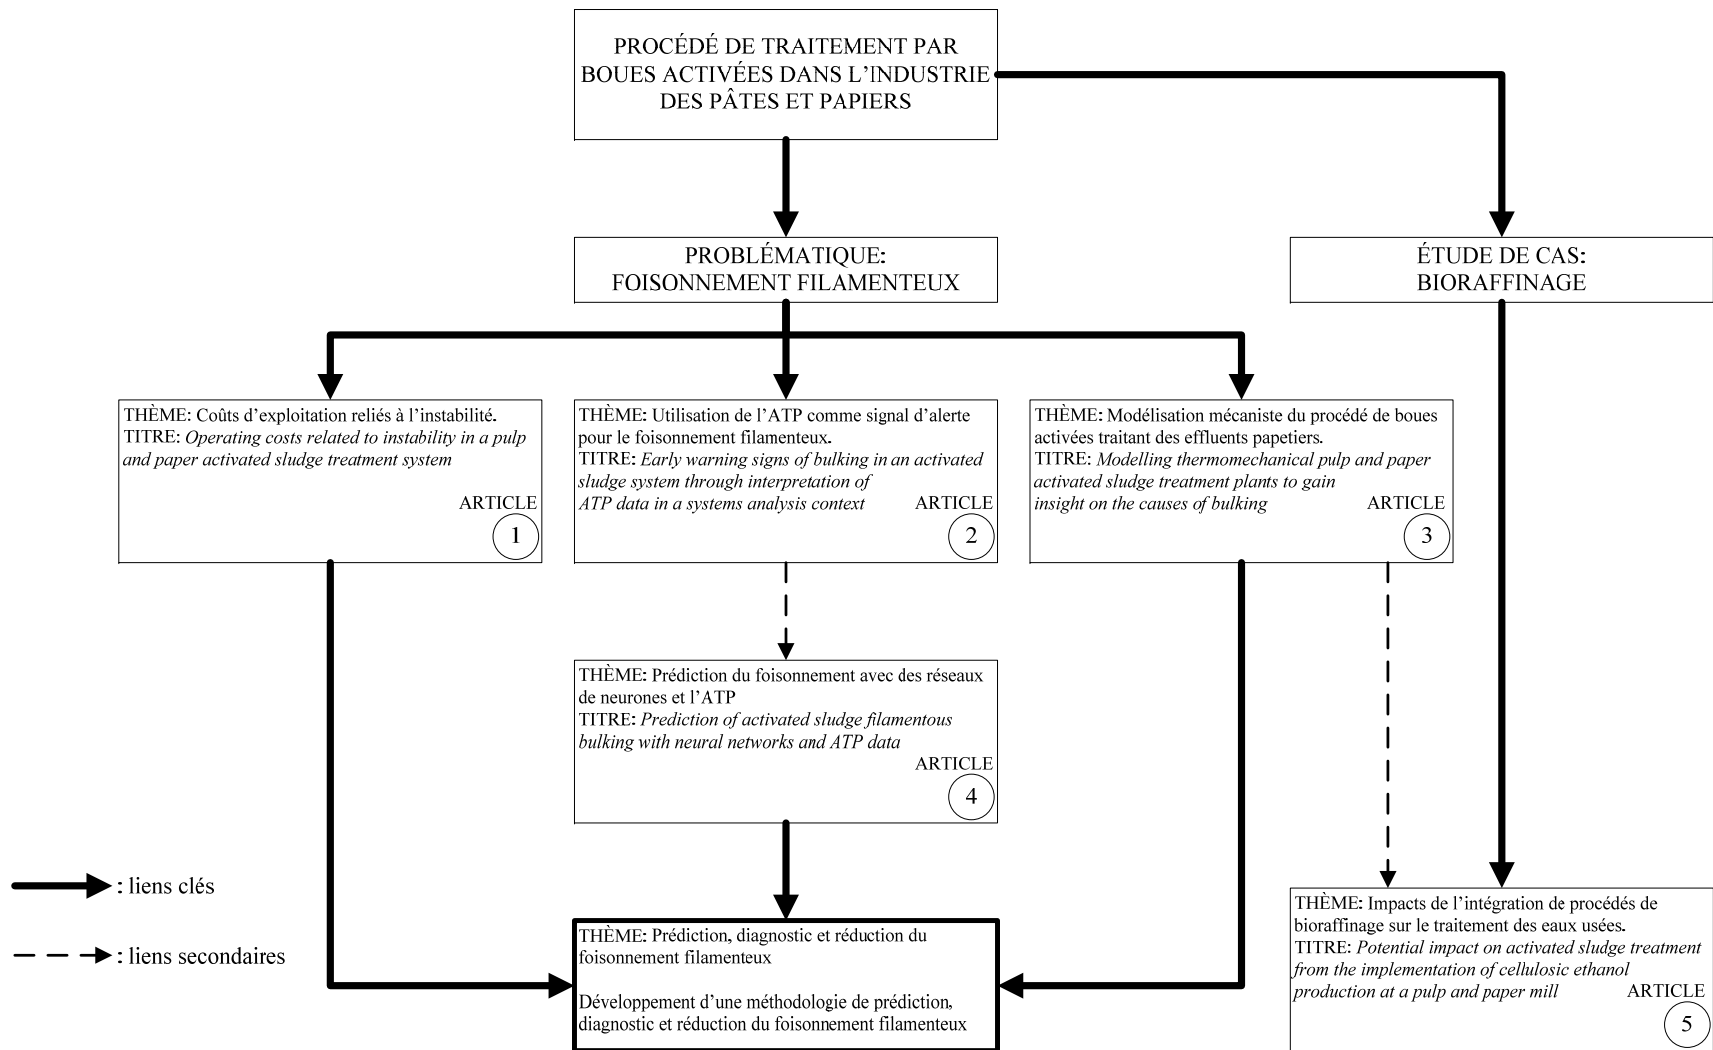 PROCÉDÉ DE TRAITEMENT PAR
BOUES ACTIVÉES DANS L'INDUSTRIE
DES PÂTES ET PAPIERS
PROBLÉMATIQUE:
FOISONNEMENT FILAMENTEUX
ÉTUDE DE CAS:
BIORAFFINAGE
THÈME: Coûts d'exploitation reliés à l'instabilité.
TITRE: Operating costs related to instability in a pulp
and paper activated sludge treatment system
ARTICLE
1
THÈME: Utilisation de l'ATP comme signal d'alerte
pour le foisonnement filamenteux.
TITRE: Early warning signs of bulking in an activated
sludge system through interpretation of
ATP data in a systems analysis context
ARTICLE
2
THÈME: Modélisation mécaniste du procédé de boues
activées traitant des effluents papetiers.
TITRE: Modelling thermomechanical pulp and paper
activated sludge treatment plants to gain
insight on the causes of bulking
ARTICLE
3
THÈME: Prédiction du foisonnement avec des réseaux
de neurones et l'ATP
TITRE: Prediction of activated sludge filamentous
bulking with neural networks and ATP data
ARTICLE
4
: liens clés
: liens secondaires
THÈME: Prédiction, diagnostic et réduction du
foisonnement filamenteux
Développement d'une méthodologie de prédiction,
diagnostic et réduction du foisonnement filamenteux
THÈME: Impacts de l'intégration de procédés de
bioraffinage sur le traitement des eaux usées.
TITRE: Potential impact on activated sludge treatment
from the implementation of cellulosic ethanol
production at a pulp and paper mill
ARTICLE
5